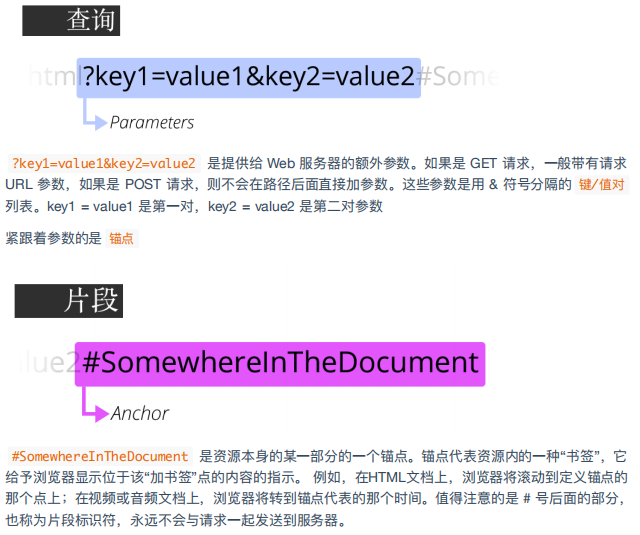 查询
html?key1=value1&key2=value2#Some
Parameters
?key1=value1&key2=value2 是提供给 Web 服务器的额外参数。如果是 GET 请求，一般带有请求
URL 参数，如果是 POST 请求，则不会在路径后面直接加参数。这些参数是用 & 符号分隔的 键/值对
列表。key1 = value1 是第一对，key2 = value2 是第二对参数
紧跟着参数的是 锚点
片段
lue2#SomewhereInTheDocument
Anchor
#SomewhereInTheDocument 是资源本身的某一部分的一个锚点。锚点代表资源内的一种“书签”，它
给予浏览器显示位于该“加书签”点的内容的指示。 例如，在HTML文档上，浏览器将滚动到定义锚点的
那个点上；在视频或音频文档上，浏览器将转到锚点代表的那个时间。值得注意的是 # 号后面的部分，
也称为片段标识符，永远不会与请求一起发送到服务器。